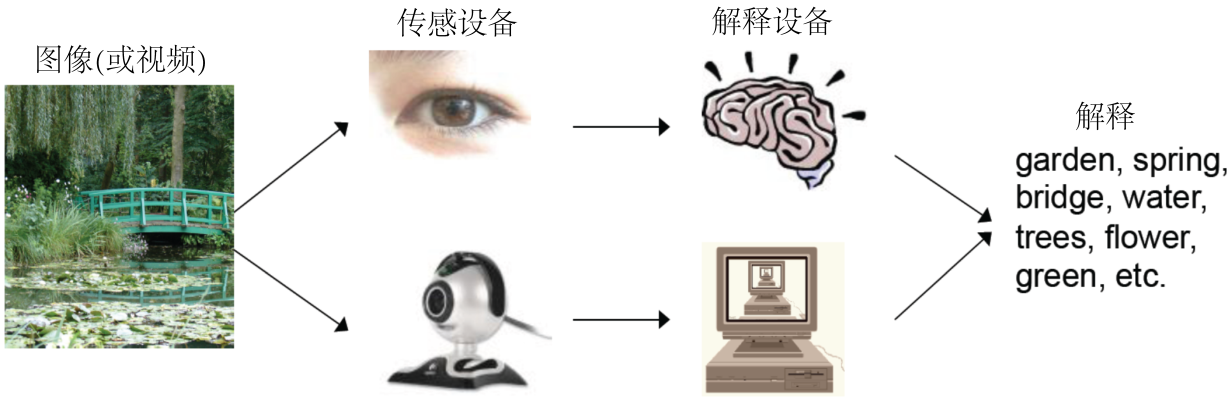 图像(或视频)
传感设备
解释设备
解释
garden, spring,
bridge, water,
trees, flower,
green, etc.